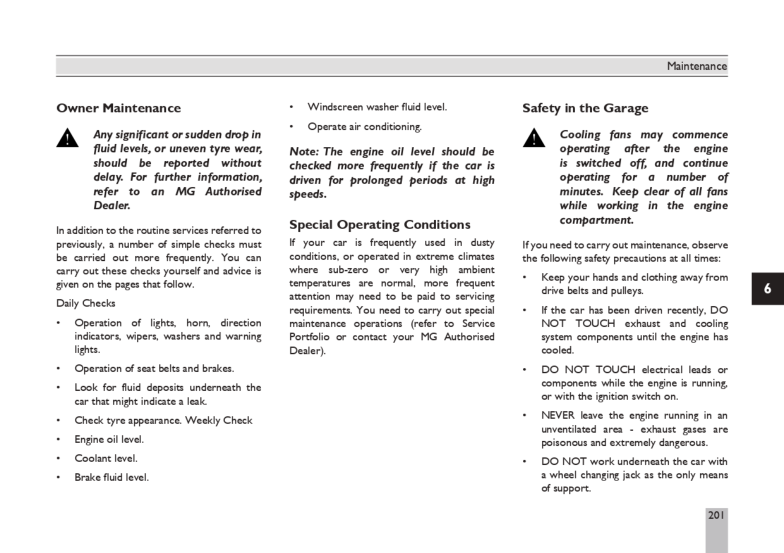 Maintenance
Owner Maintenance
Any significant or sudden drop in
fluid levels, or uneven tyre wear,
should be reported without
delay. For further information,
refer to an MG Authorised
Dealer.
In addition to the routine services referred to
previously, a number of simple checks must
be carried out more frequently. You can
carry out these checks yourself and advice is
given on the pages that follow.
Daily Checks
• Operation of lights, horn, direction
indicators, wipers, washers and warning
lights.
• Operation of seat belts and brakes.
• Look for fluid deposits underneath the
car that might indicate a leak.
• Check tyre appearance. Weekly Check
• Engine oil level.
• Coolant level.
• Brake fluid level.
• Windscreen washer fluid level.
• Operate air conditioning.
Note: The engine oil level should be
checked more frequently if the car is
driven for prolonged periods at high
speeds.
Special Operating Conditions
If your car is frequently used in dusty
conditions, or operated in extreme climates
where sub-zero or very high ambient
temperatures are normal, more frequent
attention may need to be paid to servicing
requirements. You need to carry out special
maintenance operations (refer to Service
Portfolio or contact your MG Authorised
Dealer).
Safety in the Garage
Cooling fans may commence
operating after the engine
is switched off, and continue
operating for a number of
minutes. Keep clear of all fans
while working in the engine
compartment.
If you need to carry out maintenance, observe
the following safety precautions at all times:
• Keep your hands and clothing away from
drive belts and pulleys.
• If the car has been driven recently, DO
NOT TOUCH exhaust and cooling
system components until the engine has
cooled.
• DO NOT TOUCH electrical leads or
components while the engine is running,
or with the ignition switch on.
• NEVER leave the engine running in an
unventilated area - exhaust gases are
poisonous and extremely dangerous.
• DO NOT work underneath the car with
a wheel changing jack as the only means
of support.
6
201